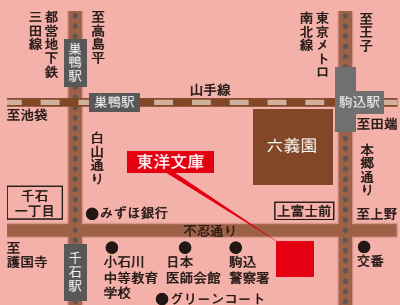 都営地下鉄
三田線
至高島平
巣鴨駅
巣鴨駅
山手線
東京メトロ
南北線
至王子
駒込駅
至池袋
至田端
白山通り
六義園
本郷通り
東洋文庫
千石
一丁目
みずほ銀行
上富士前
至上野
不忍通り
至
護国寺
千石駅
小石川
中等教育
学校
日本
医師会館
駒込
警察署
交番
グリーンコート